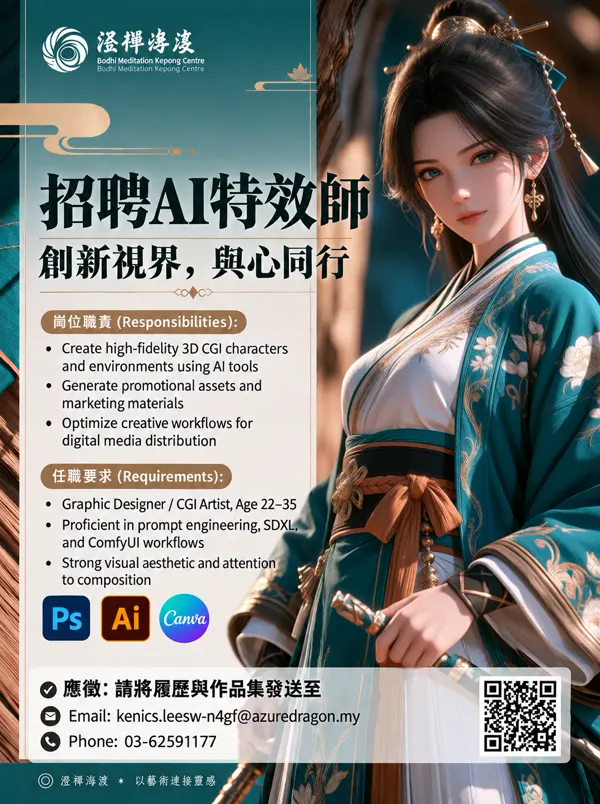 澄禪海渡
Bodhi Meditation Kepong Centre
Bodhi Meditation Kepong Centre
招聘AI特效師
創新視界，與心同行
崗位職責 (Responsibilities):
• Create high-fidelity 3D CGI characters
and environments using AI tools
• Generate promotional assets and
marketing materials
• Optimize creative workflows for
digital media distribution
任職要求 (Requirements):
• Graphic Designer / CGI Artist, Age 22–35
• Proficient in prompt engineering, SDXL,
and ComfyUI workflows
• Strong visual aesthetic and attention
to composition
Ps
Ai
Canva
應徵：請將履歷與作品集發送至
Email: kenics.leesw-n4gf@azuredragon.my
Phone: 03-62591177
澄禪海渡 * 以藝術連接靈感